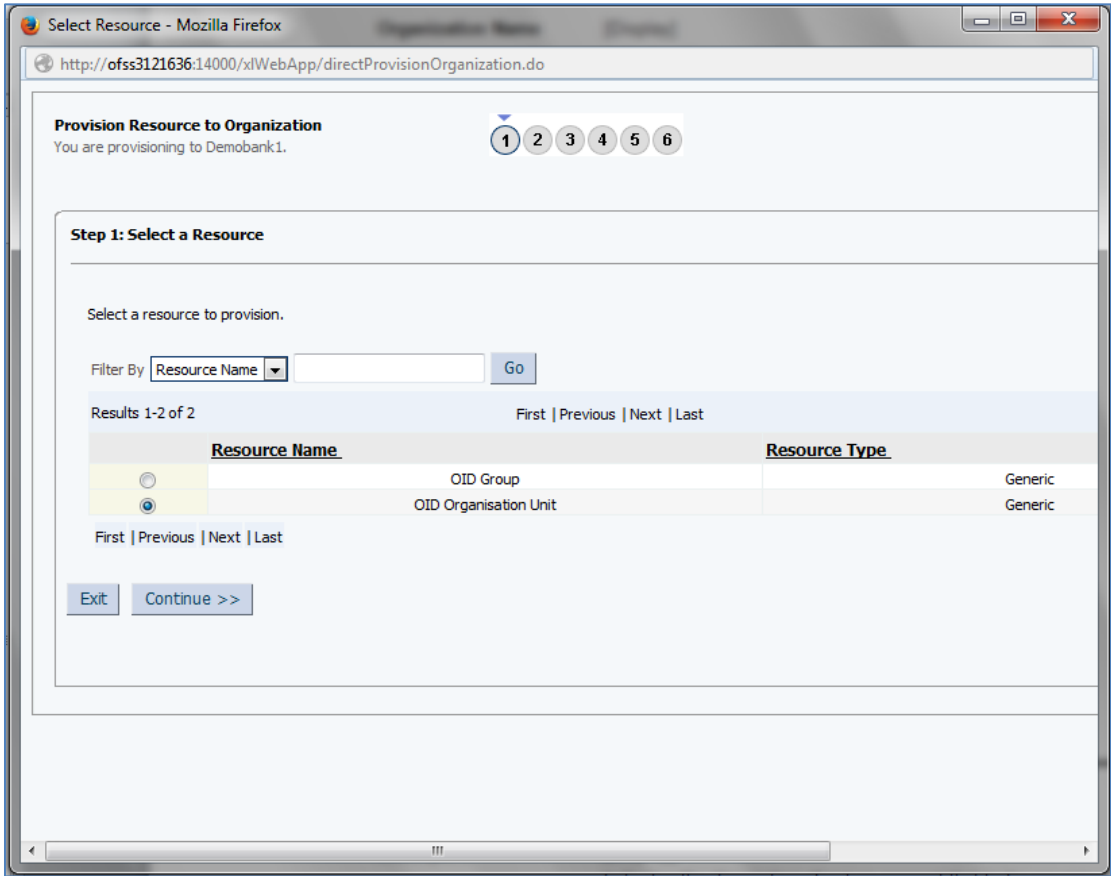 Select Resource - Mozilla Firefox
Organization Name [Display]
http://ofss3121636:14000/xlWebApp/directProvisionOrganization.do
Provision Resource to Organization
You are provisioning to Demobank1.
1 2 3 4 5 6
Step 1: Select a Resource
Select a resource to provision.
Filter By Resource Name Go
Results 1-2 of 2 First | Previous | Next | Last
Resource Name Resource Type
OID Group Generic
OID Organisation Unit Generic
First | Previous | Next | Last
Exit Continue >>